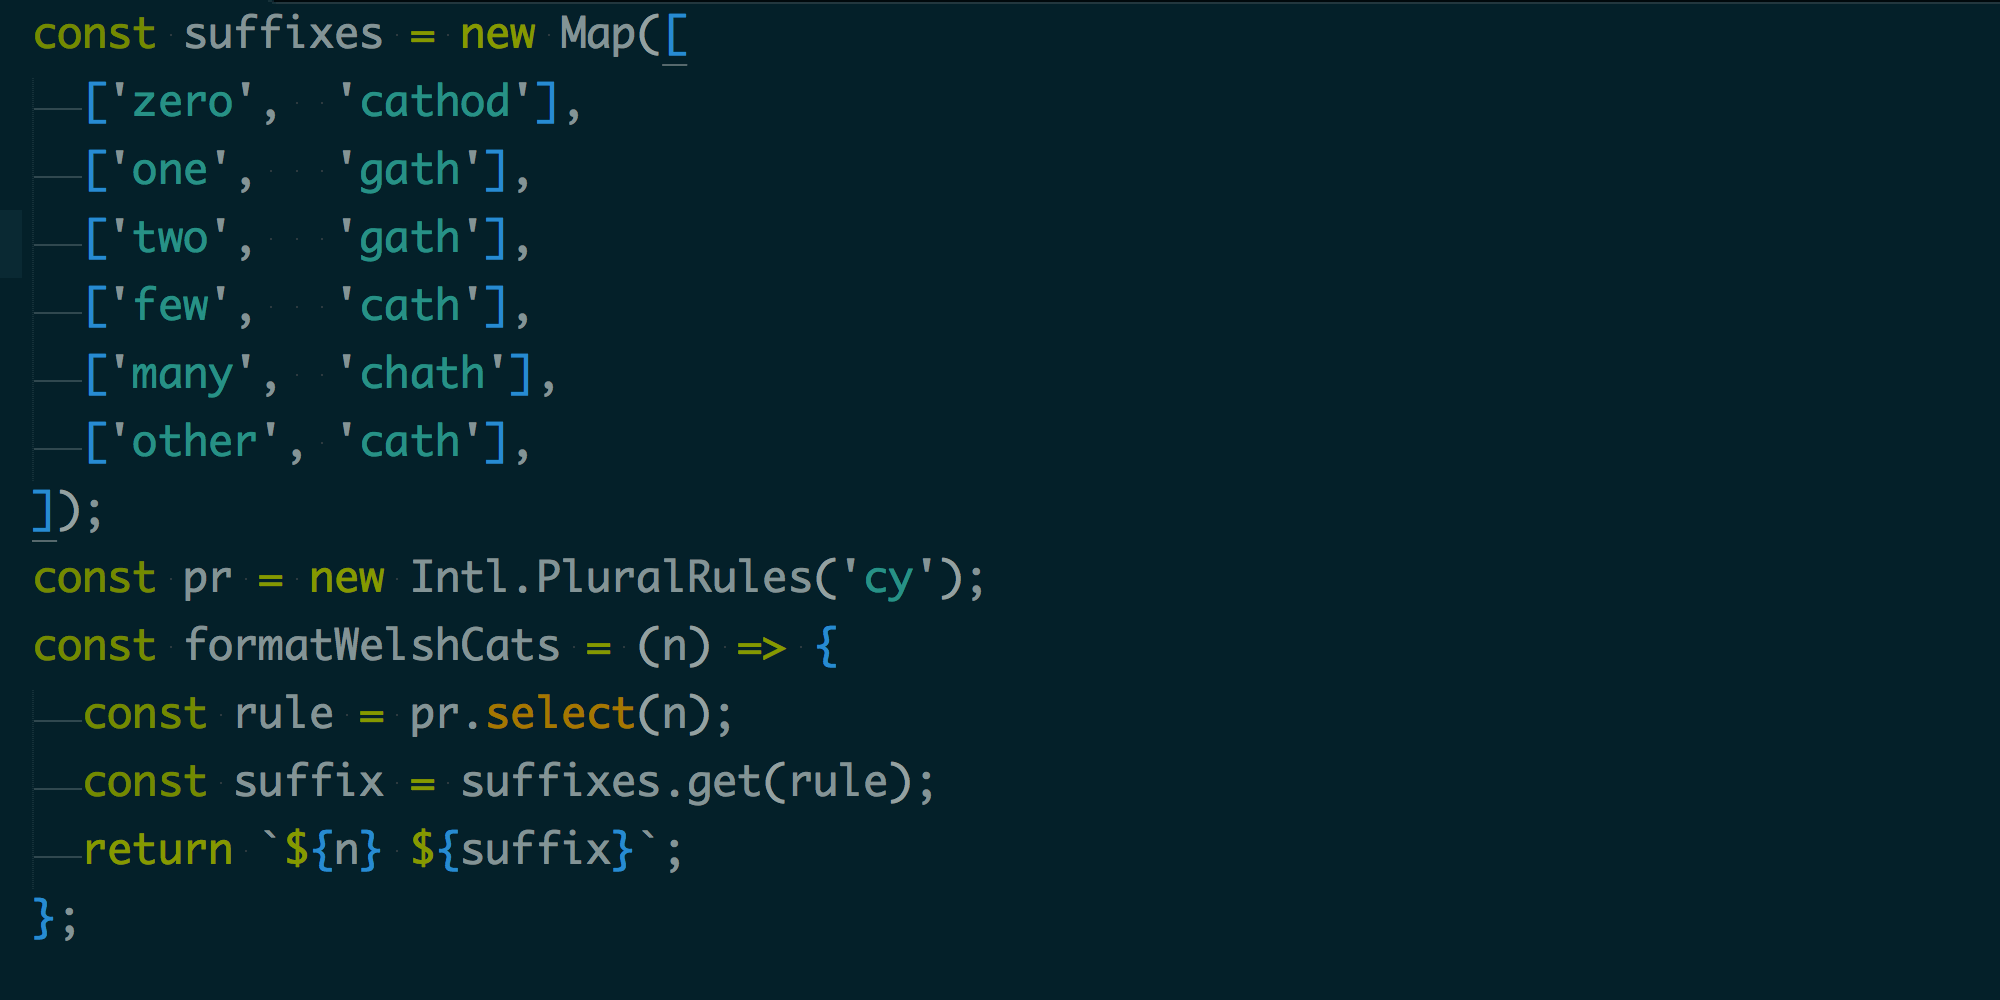 const suffixes = new Map([
  ['zero',  'cathod'],
  ['one',   'gath'],
  ['two',   'gath'],
  ['few',   'cath'],
  ['many',  'chath'],
  ['other', 'cath'],
]);
const pr = new Intl.PluralRules('cy');
const formatWelshCats = (n) => {
  const rule = pr.select(n);
  const suffix = suffixes.get(rule);
  return `${n} ${suffix}`;
};